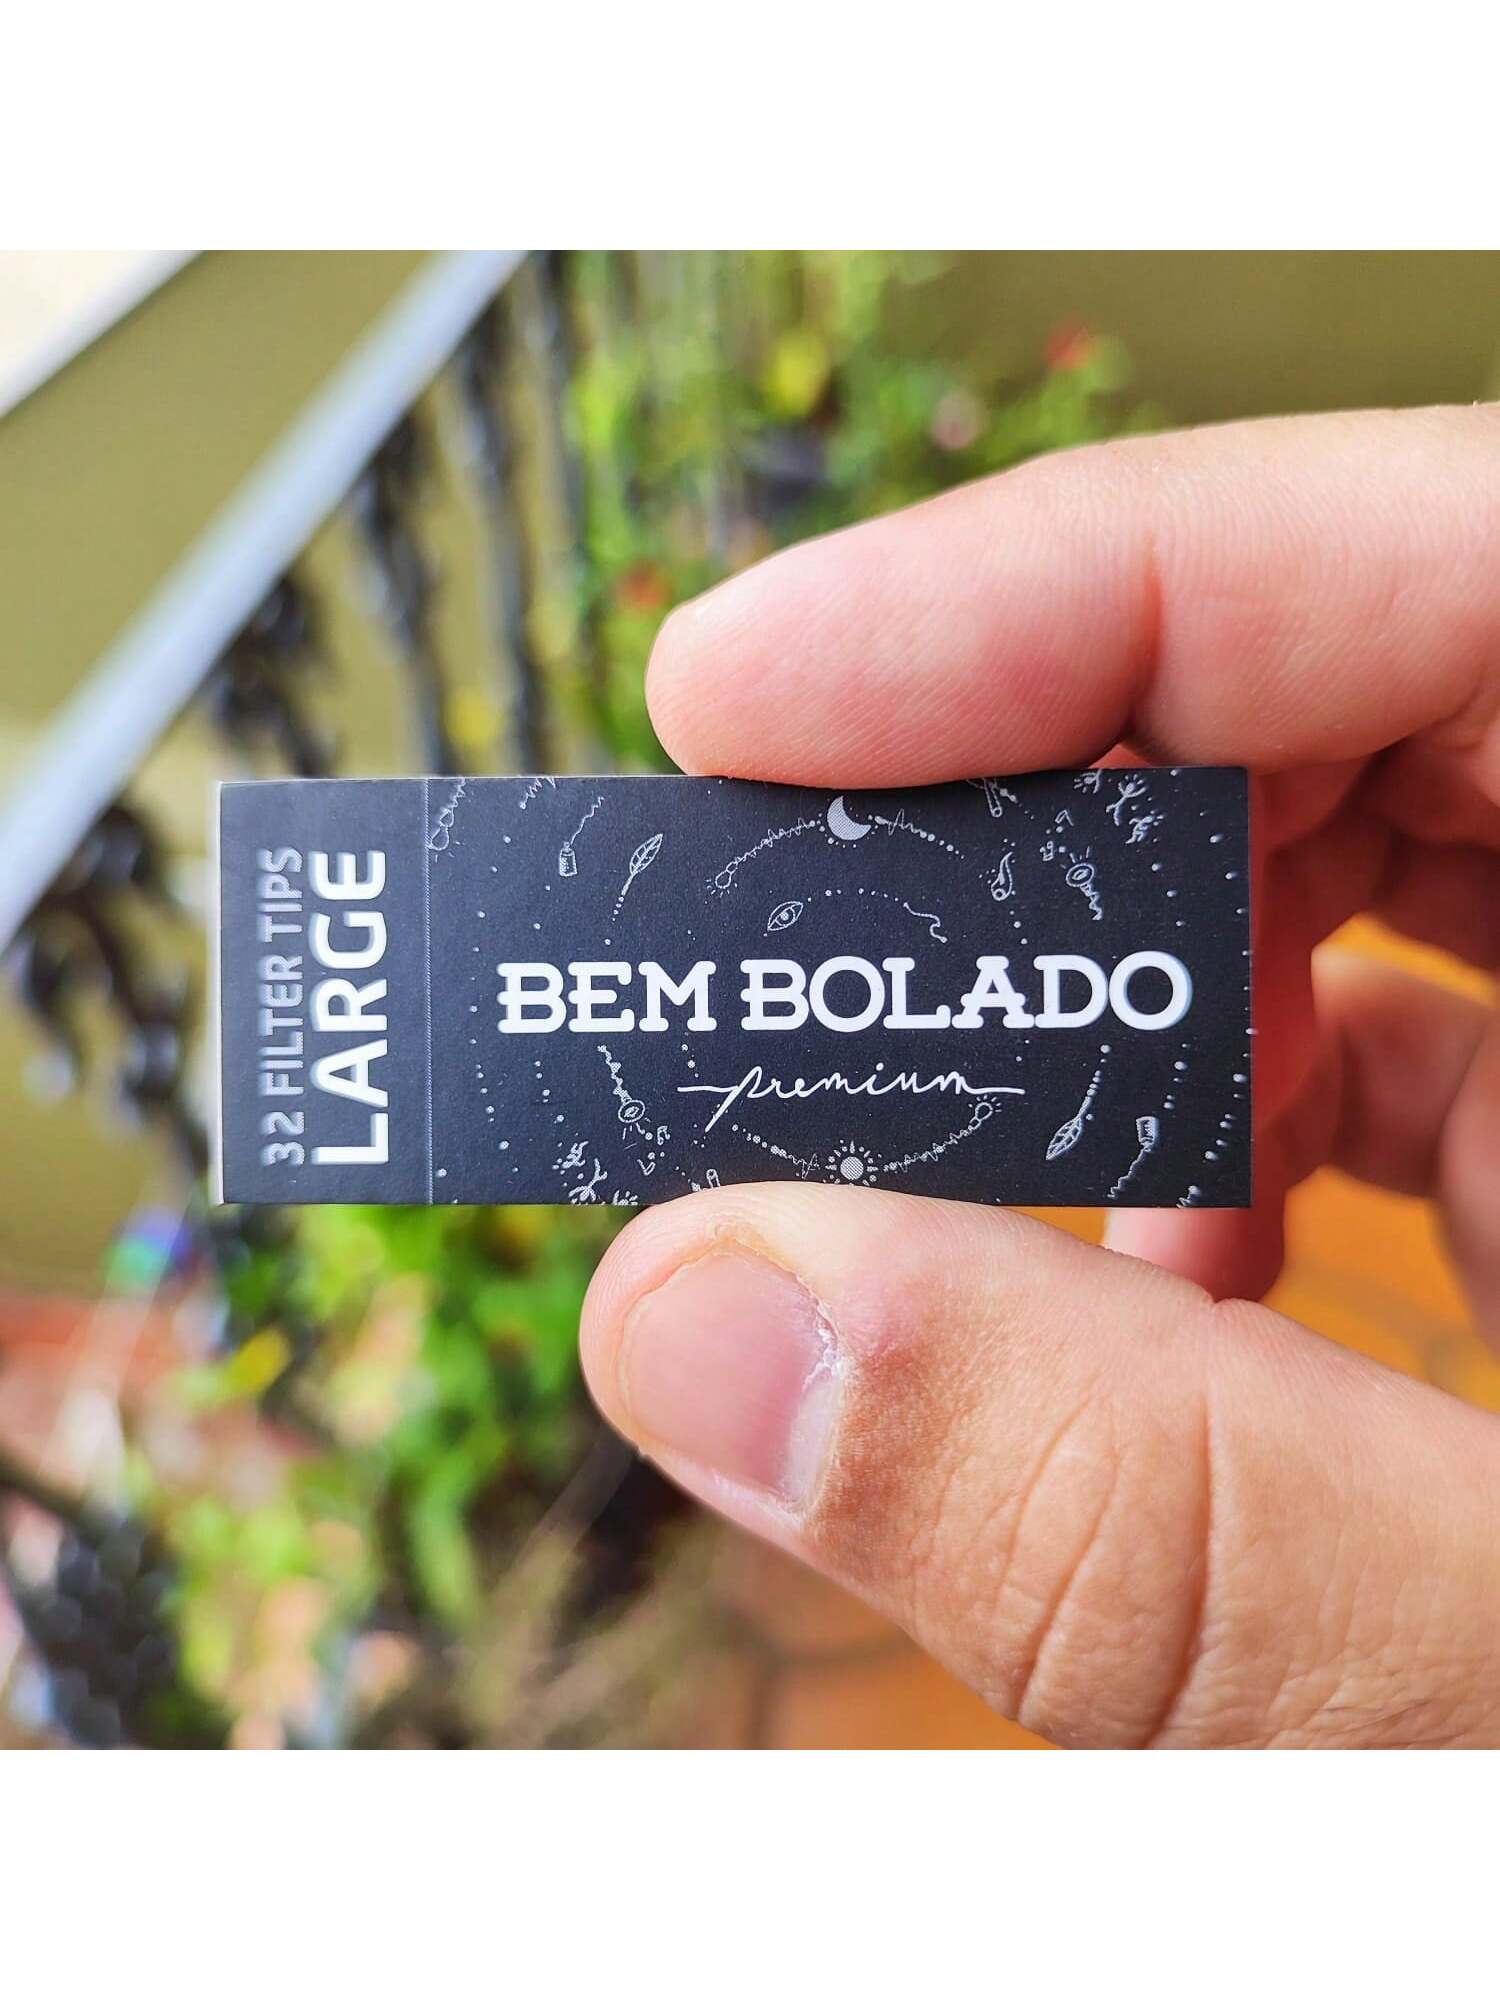 32 FILTER TIPS
LARGE
BEM BOLADO
premium